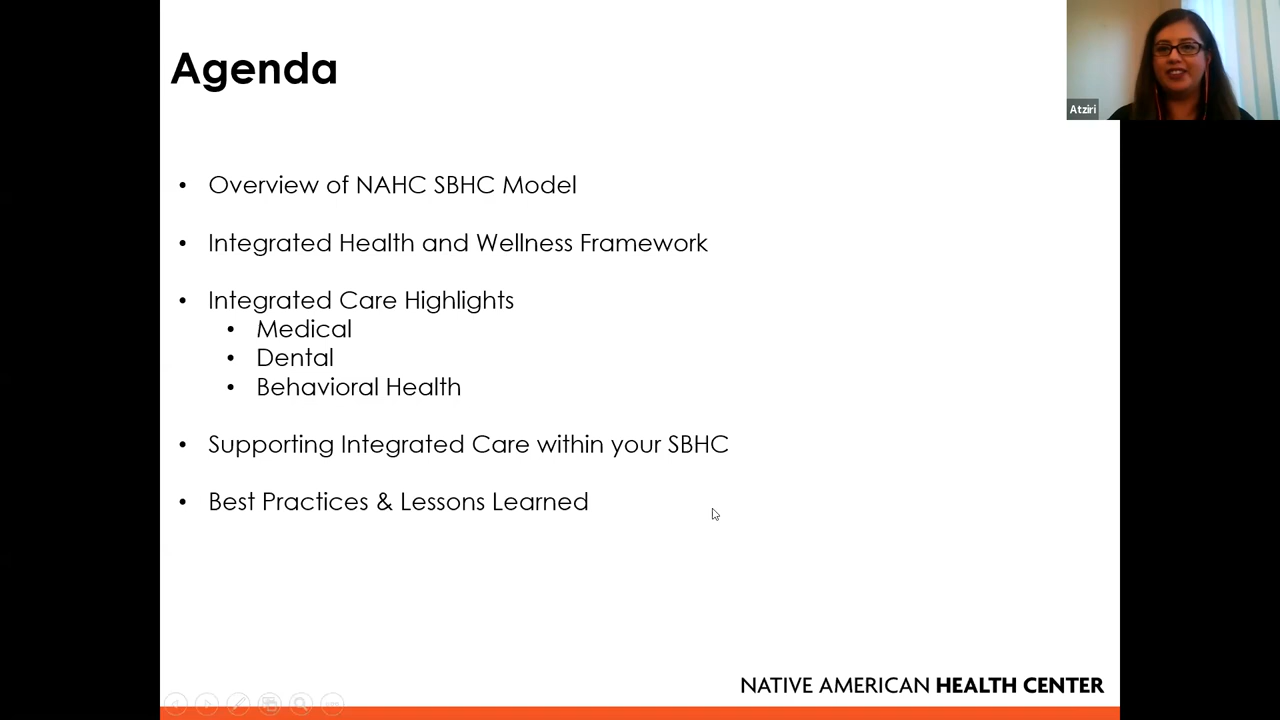 Agenda
Atziri
• Overview of NAHC SBHC Model
• Integrated Health and Wellness Framework
• Integrated Care Highlights
• Medical
• Dental
• Behavioral Health
• Supporting Integrated Care within your SBHC
• Best Practices & Lessons Learned
NATIVE AMERICAN HEALTH CENTER